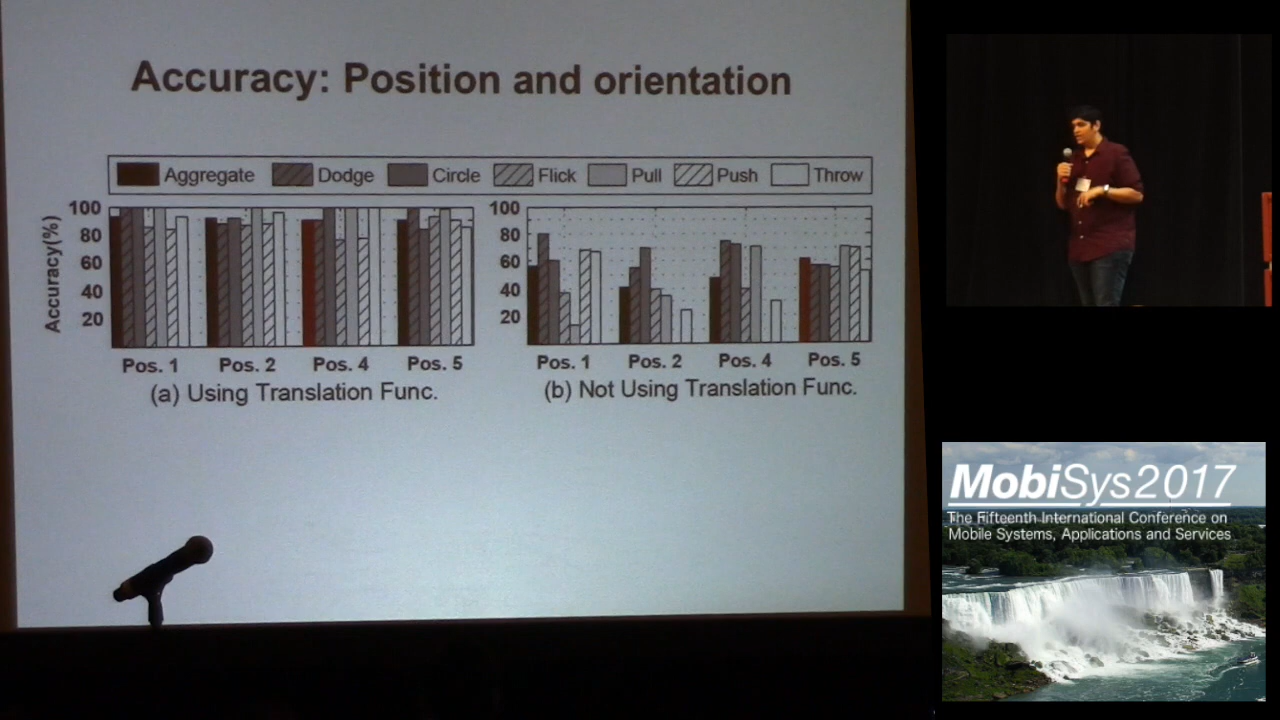 Accuracy: Position and orientation
Aggregate Dodge Circle Flick Pull Push Throw
Accuracy(%)
100
80
60
40
20
Pos. 1 Pos. 2 Pos. 4 Pos. 5
(a) Using Translation Func.
100
80
60
40
20
Pos. 1 Pos. 2 Pos. 4 Pos. 5
(b) Not Using Translation Func.
MobiSys2017
The Fifteenth International Conference on
Mobile Systems, Applications and Services